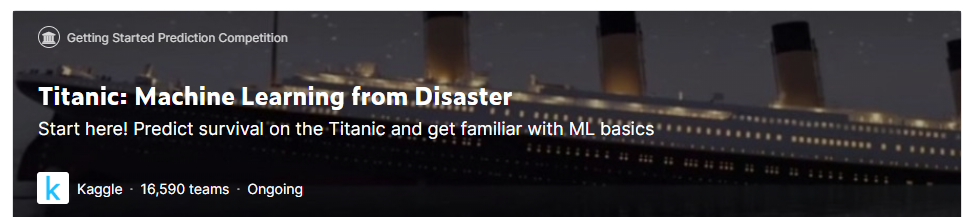 Getting Started Prediction Competition
Titanic: Machine Learning from Disaster
Start here! Predict survival on the Titanic and get familiar with ML basics
k Kaggle · 16,590 teams · Ongoing